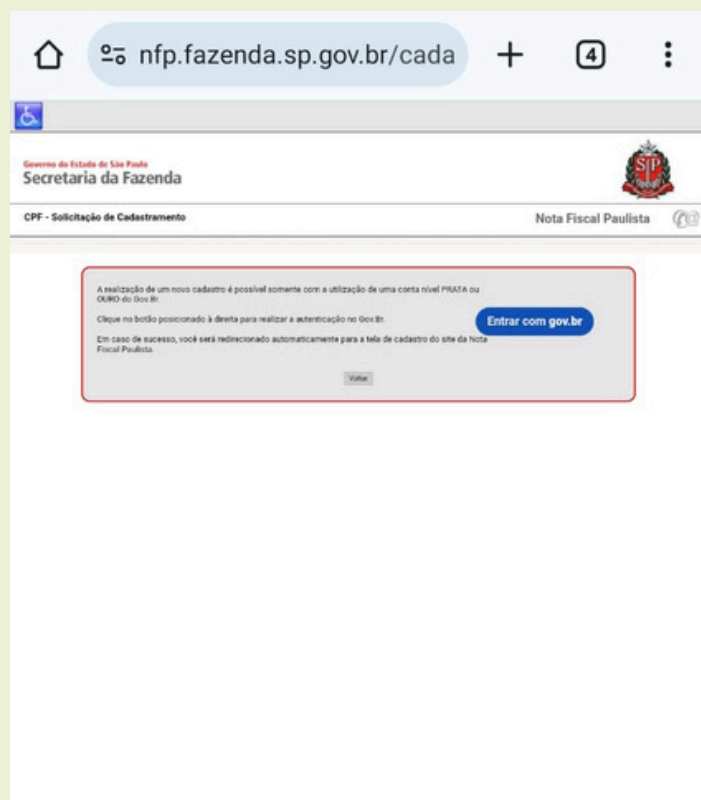 nfp.fazenda.sp.gov.br/cada
4
Governo do Estado de São Paulo
Secretaria da Fazenda
SP
CPF - Solicitação de Cadastramento
Nota Fiscal Paulista
A realização de um novo cadastro é possível somente com a utilização de uma conta nível PRATA ou
OURO do Gov.Br.
Clique no botão posicionado à direita para realizar a autenticação no Gov.Br.
Entrar com gov.br
Em caso de sucesso, você será redirecionado automaticamente para a tela de cadastro do site da Nota
Fiscal Paulista.
Voltar